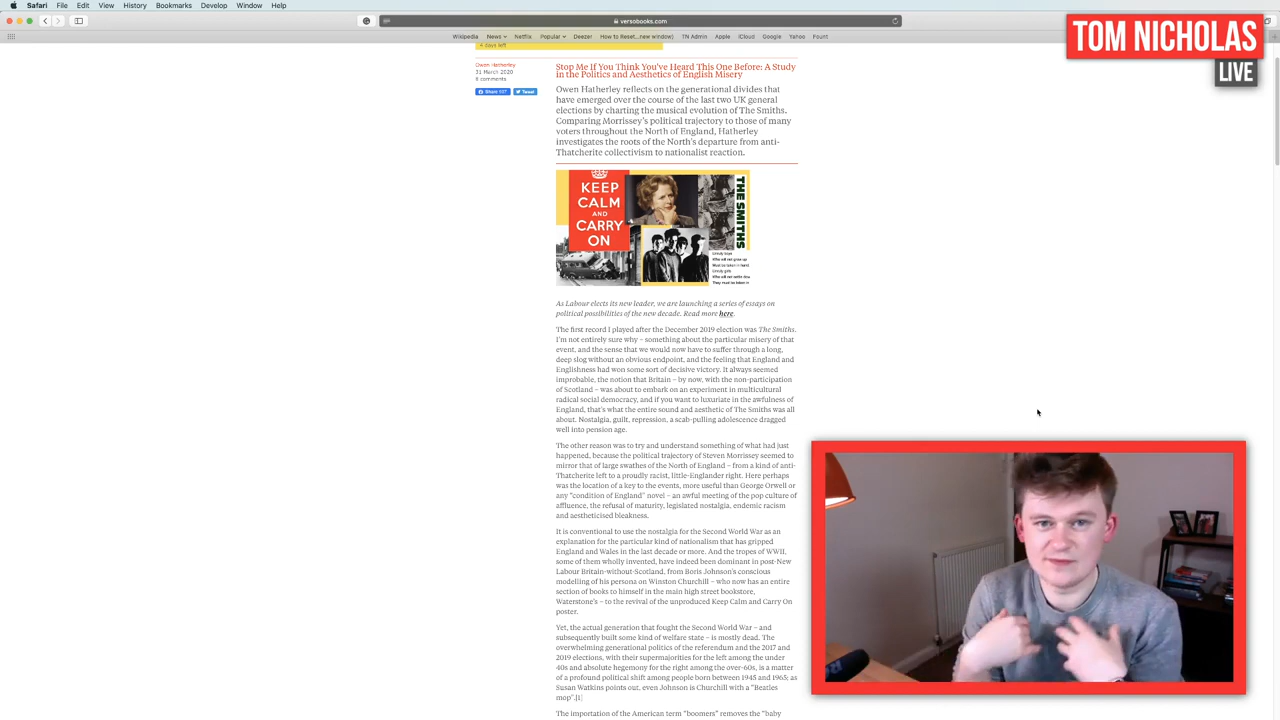 Safari File Edit View History Bookmarks Develop Window Help
versobooks.com
Wikipedia News Netflix Popular Deezer How to Reset...new window) TN Admin Apple iCloud Google Yahoo Fount
TOM NICHOLAS
LIVE
4 days left
Owen Hatherley
31 March 2020
8 comments
Share 557 Tweet
Stop Me If You Think You've Heard This One Before: A Study
in the Politics and Aesthetics of English Misery
Owen Hatherley reflects on the generational divides that
have emerged over the course of the last two UK general
elections by charting the musical evolution of The Smiths.
Comparing Morrissey's political trajectory to those of many
voters throughout the North of England, Hatherley
investigates the roots of the North's departure from anti-
Thatcherite collectivism to nationalist reaction.
KEEP
CALM
AND
CARRY
ON
THE SMITHS
As Labour elects its new leader, we are launching a series of essays on
political possibilities of the new decade. Read more here.
The first record I played after the December 2019 election was The Smiths.
I'm not entirely sure why – something about the particular misery of that
event, and the sense that we would now have to suffer through a long,
deep slog without an obvious endpoint, and the feeling that England and
Englishness had won some sort of decisive victory. It always seemed
improbable, the notion that Britain – by now, with the non-participation
of Scotland – was about to embark on an experiment in multicultural
radical social democracy, and if you want to luxuriate in the awfulness of
England, that's what the entire sound and aesthetic of The Smiths was all
about. Nostalgia, guilt, repression, a scab-pulling adolescence dragged
well into pension age.
The other reason was to try and understand something of what had just
happened, because the political trajectory of Steven Morrissey seemed to
mirror that of large swathes of the North of England – from a kind of anti-
Thatcherite left to a proudly racist, little-Englander right. Here perhaps
was the location of a key to the events, more useful than George Orwell or
any "condition of England" novel – an awful meeting of the pop culture of
affluence, the refusal of maturity, legislated nostalgia, endemic racism
and aestheticised bleakness.
It is conventional to use the nostalgia for the Second World War as an
explanation for the particular kind of nationalism that has gripped
England and Wales in the last decade or more. And the tropes of WWII,
some of them wholly invented, have indeed been dominant in post-New
Labour Britain-without-Scotland, from Boris Johnson's conscious
modelling of his persona on Winston Churchill – who now has an entire
section of books to himself in the main high street bookstore,
Waterstone's – to the revival of the unproduced Keep Calm and Carry On
poster.
Yet, the actual generation that fought the Second World War – and
subsequently built some kind of welfare state – is mostly dead. The
overwhelming generational politics of the referendum and the 2017 and
2019 elections, with their supermajorities for the left among the under
40s and absolute hegemony for the right among the over-60s, is a matter
of a profound political shift among people born between 1945 and 1965; as
Susan Watkins points out, even Johnson is Churchill with a "Beatles
mop".[1]
The importation of the American term "boomers" removes the "baby